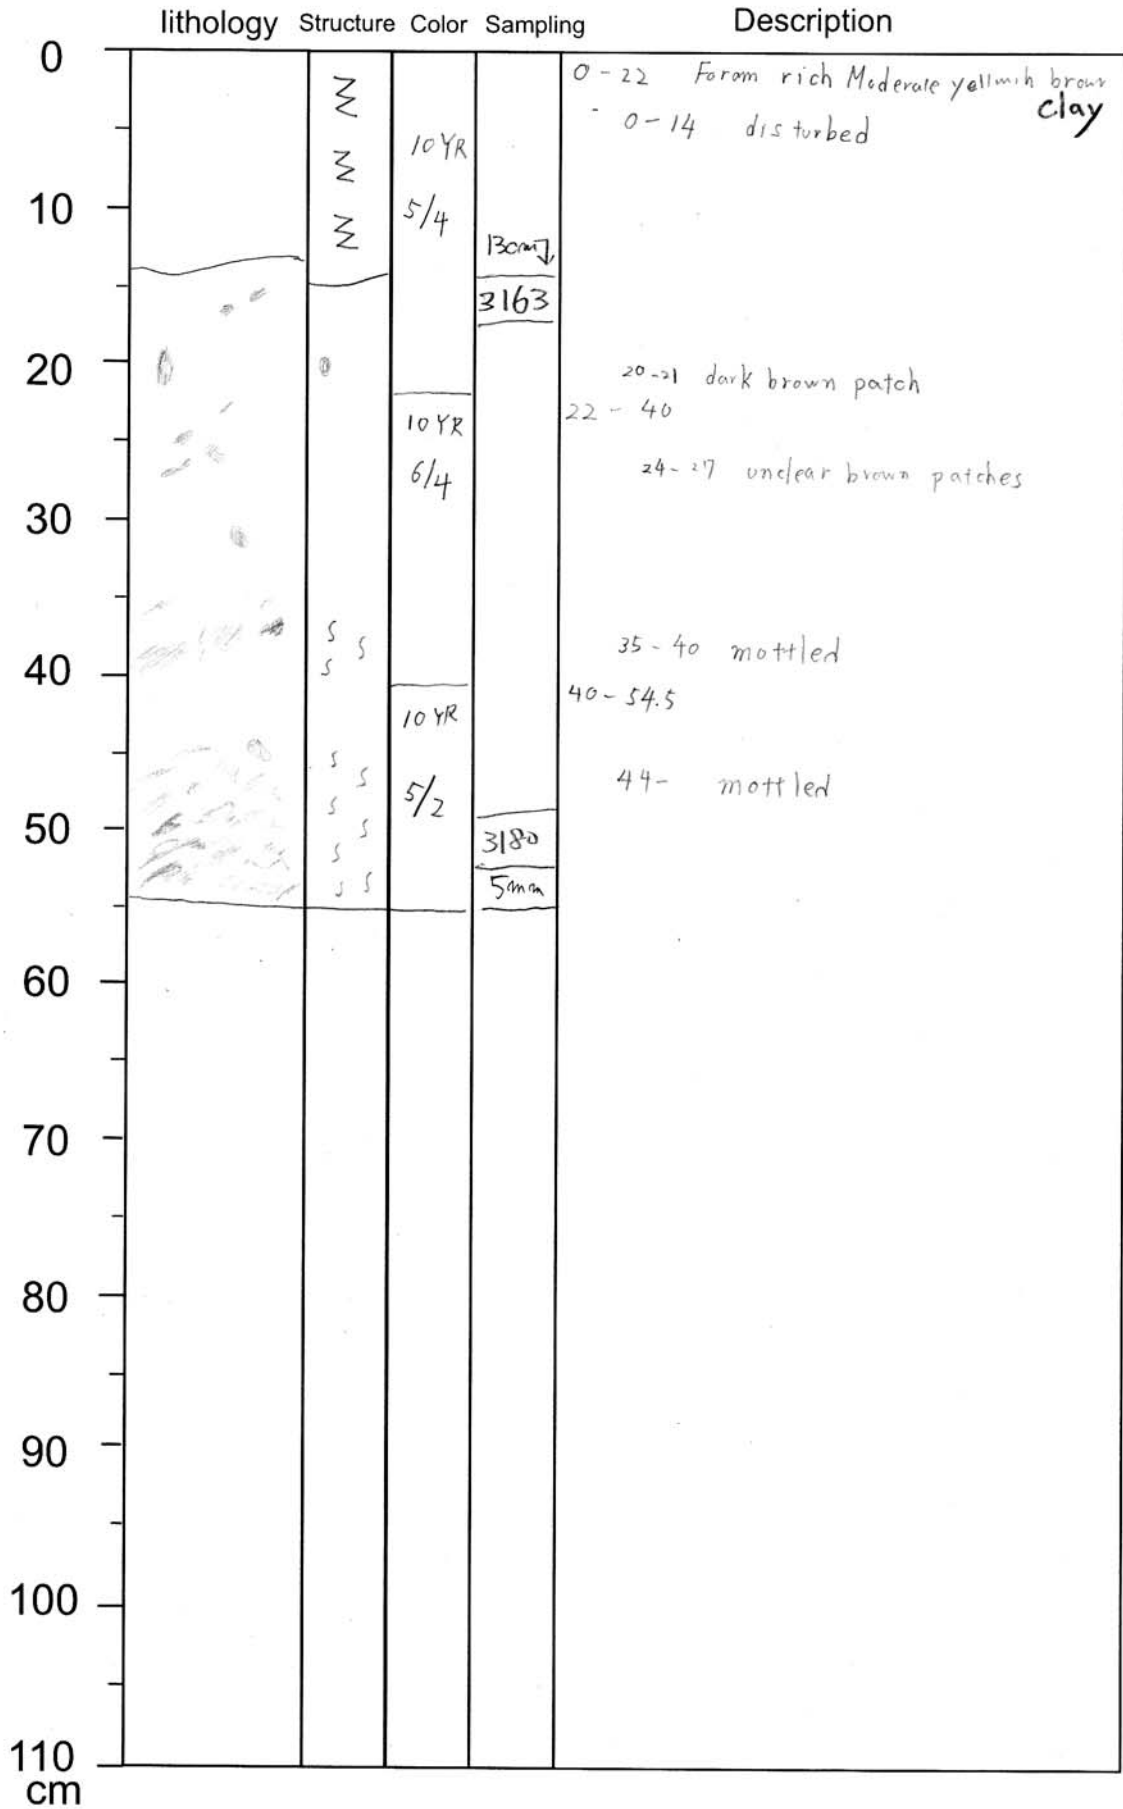 lithology Structure Color Sampling Description
0
0-22 Foram rich Moderate yellowish brown
clay
0-14 disturbed
10YR
10
5/4
13cm
3163
20
20-21 dark brown patch
22 - 40
10YR
6/4
24-27 unclear brown patches
30
35-40 mottled
40
40-54.5
10YR
5/2
44- mottled
50
3180
5mm
60
70
80
90
100
110
cm